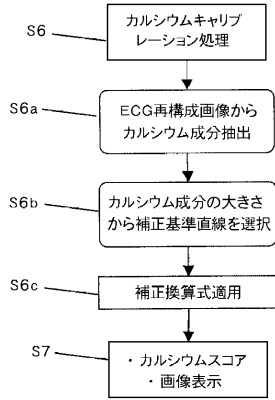 S6
カルシウムキャリブ
レーション処理
S6a
ECG再構成画像から
カルシウム成分抽出
S6b
カルシウム成分の大きさ
から補正基準直線を選択
S6c
補正換算式適用
S7
・カルシウムスコア
・画像表示